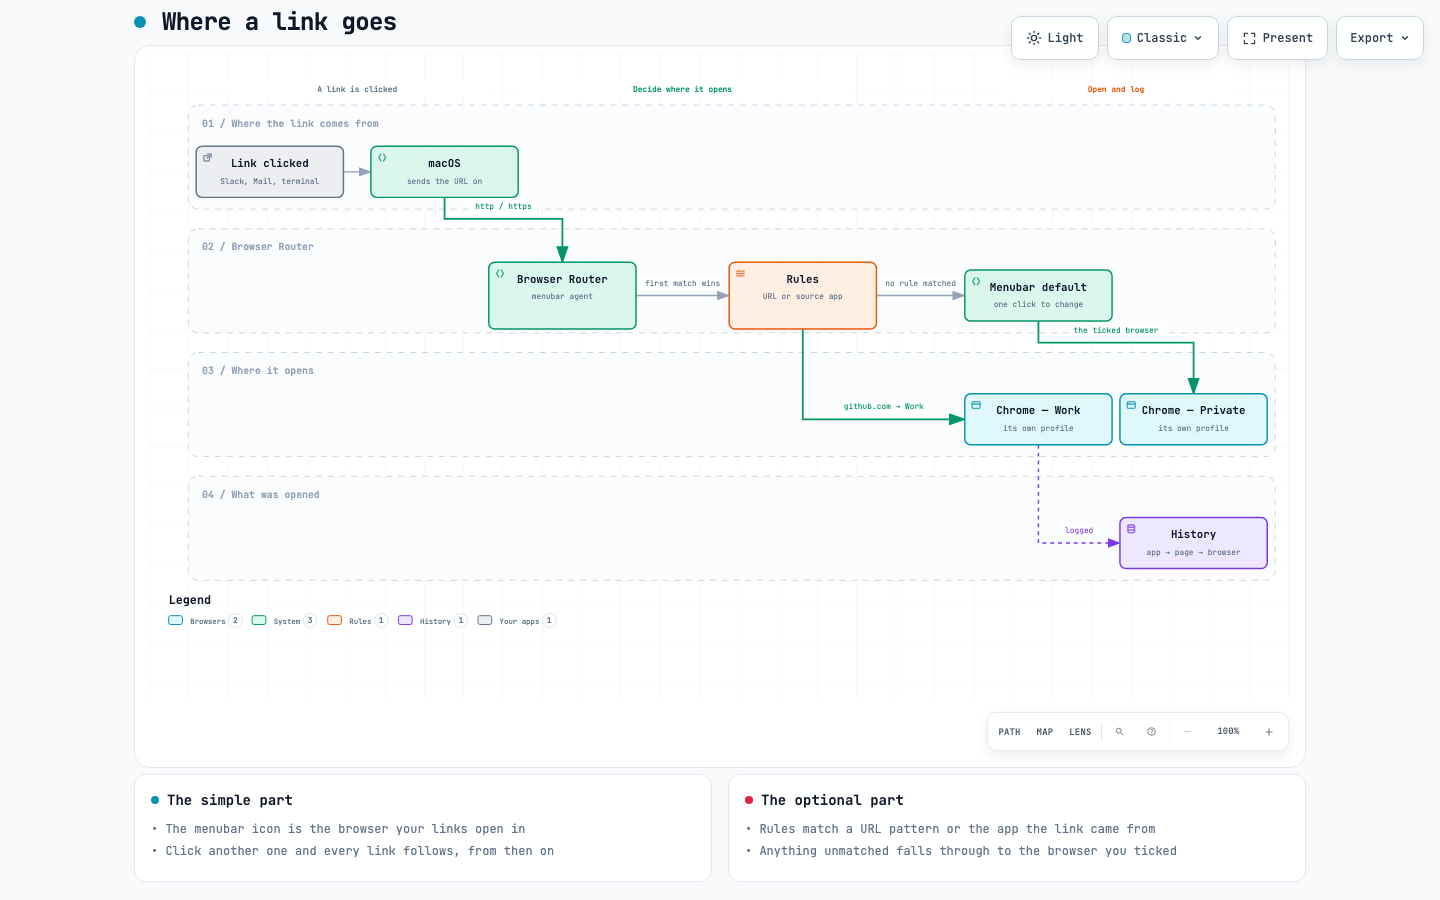 Where a link goes
Light
Classic
Present
Export
A link is clicked
Decide where it opens
Open and log
01 / Where the link comes from
Link clicked
Slack, Mail, terminal
macOS
sends the URL on
http / https
02 / Browser Router
Browser Router
menubar agent
first match wins
Rules
URL or source app
no rule matched
Menubar default
one click to change
the ticked browser
03 / Where it opens
github.com → Work
Chrome — Work
its own profile
Chrome — Private
its own profile
04 / What was opened
logged
History
app → page → browser
Legend
Browsers 2
System 3
Rules 1
History 1
Your apps 1
PATH
MAP
LENS
100%
The simple part
• The menubar icon is the browser your links open in
• Click another one and every link follows, from then on
The optional part
• Rules match a URL pattern or the app the link came from
• Anything unmatched falls through to the browser you ticked